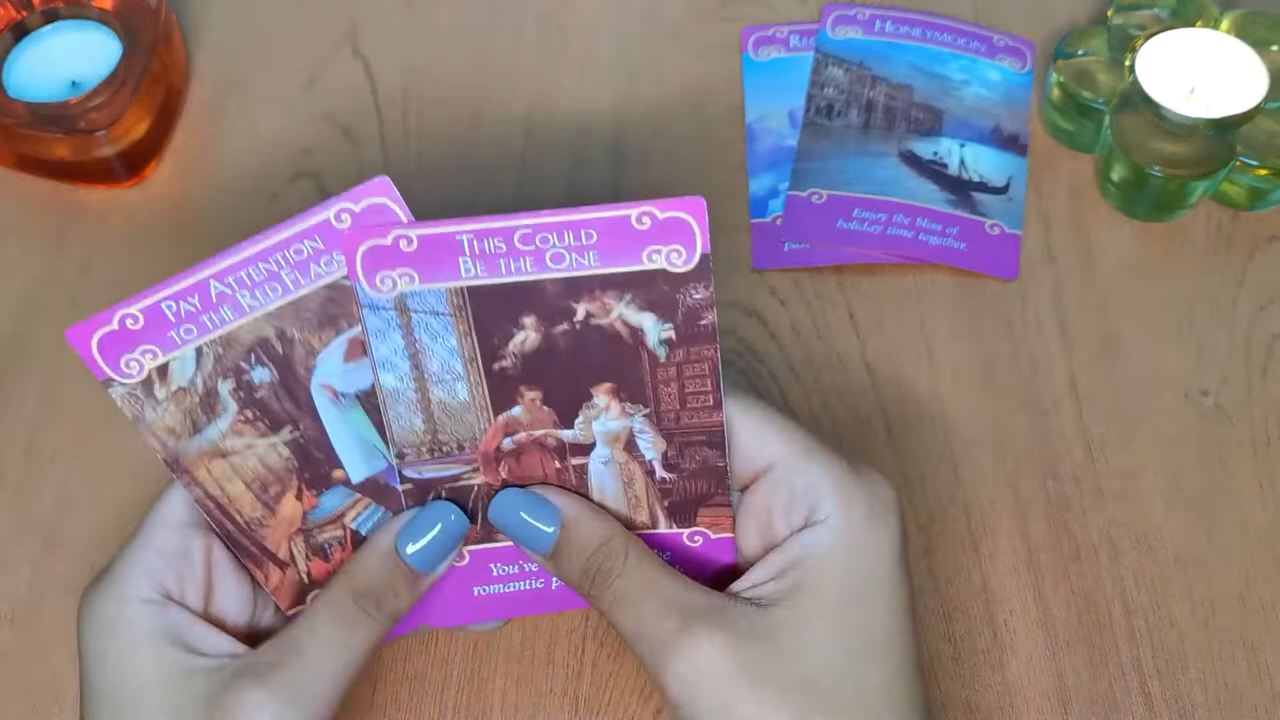 HONEYMOON
Enjoy the bliss of
holiday time together.
PAY ATTENTION
TO THE RED FLAGS
THIS COULD
BE THE ONE
You've
romantic